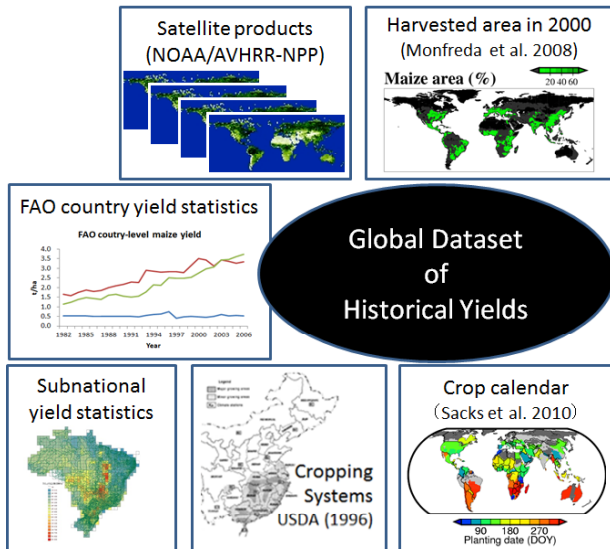 Satellite products
(NOAA/AVHRR-NPP)
Harvested area in 2000
(Monfreda et al. 2008)
Maize area (%)
20 40 60
FAO country yield statistics
FAO coutry-level maize yield
t/ha
4.0
3.5
3.0
2.5
2.0
1.5
1.0
0.5
0.0
1982 1985 1988 1991 1994 1997 2000 2003 2006
Year
Global Dataset
of
Historical Yields
Subnational
yield statistics
Legend
Cropping
Systems
USDA (1996)
Crop calendar
(Sacks et al. 2010)
90 180 270
Planting date (DOY)